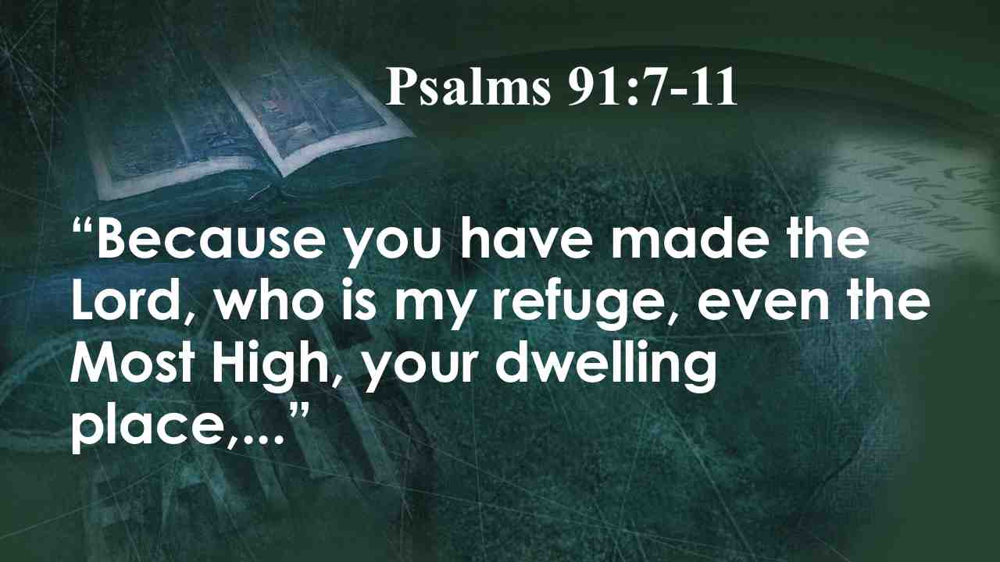 Psalms 91:7-11
“Because you have made the
Lord, who is my refuge, even the
Most High, your dwelling
place,...”